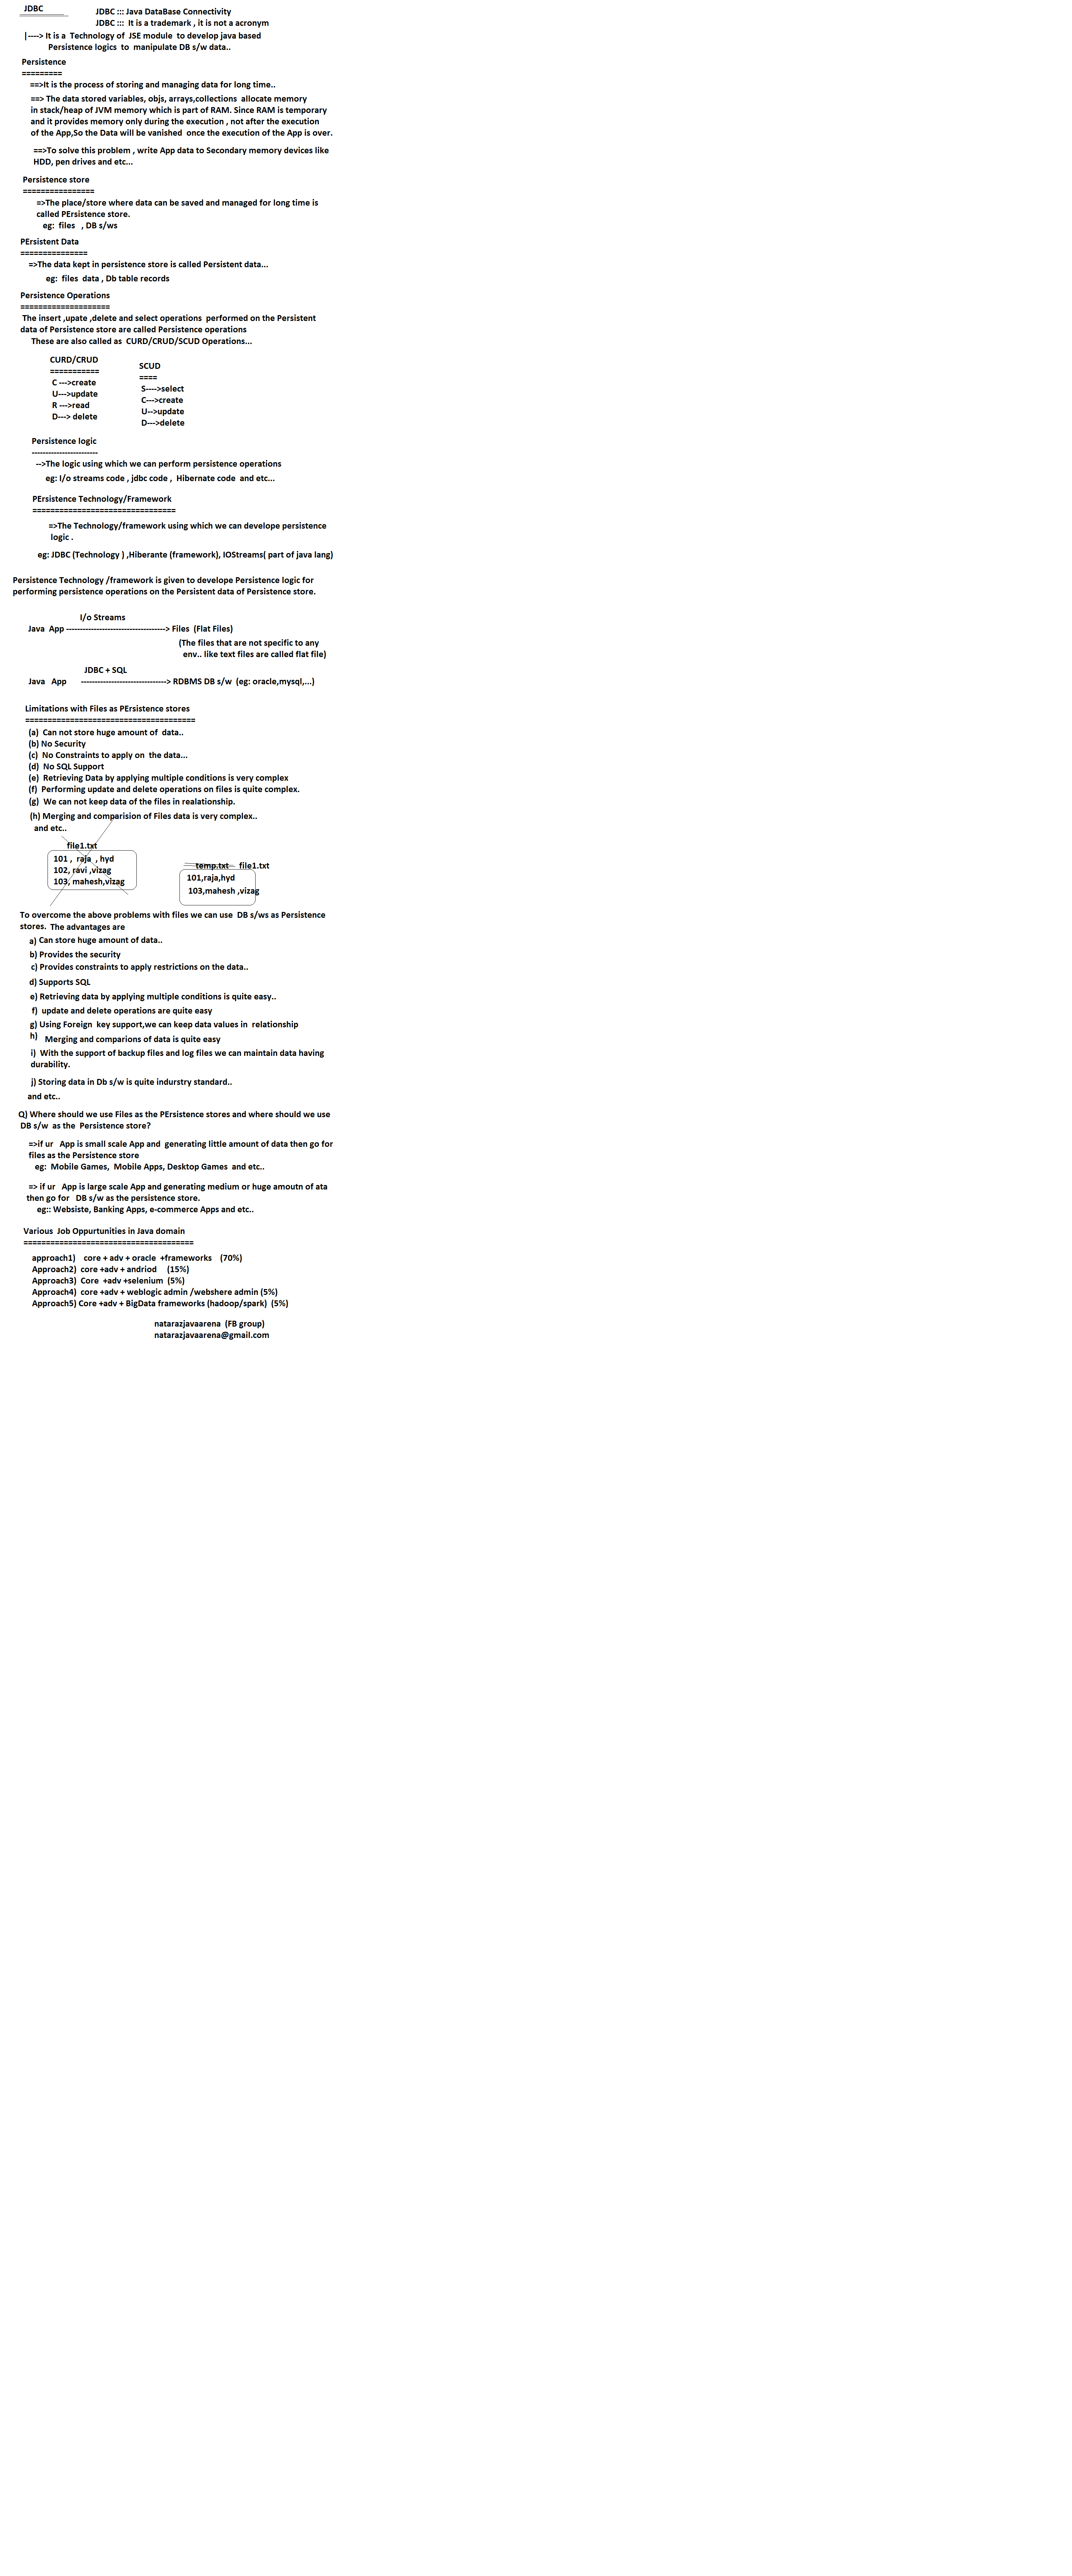 JDBC
JDBC ::: Java DataBase Connectivity
JDBC ::: It is a trademark , it is not a acronym
|----> It is a Technology of JSE module to develop java based
Persistence logics to manipulate DB s/w data..
Persistence
=========
==>It is the process of storing and managing data for long time..
==> The data stored variables, objs, arrays,collections allocate memory
in stack/heap of JVM memory which is part of RAM. Since RAM is temporary
and it provides memory only during the execution , not after the execution
of the App,So the Data will be vanished once the execution of the App is over.
==>To solve this problem , write App data to Secondary memory devices like
HDD, pen drives and etc...
Persistence store
================
=>The place/store where data can be saved and managed for long time is
called PErsistence store.
eg: files , DB s/ws
PErsistent Data
===============
=>The data kept in persistence store is called Persistent data...
eg: files data , Db table records
Persistence Operations
====================
The insert ,upate ,delete and select operations performed on the Persistent
data of Persistence store are called Persistence operations
These are also called as CURD/CRUD/SCUD Operations...
CURD/CRUD
===========
C --->create
U--->update
R --->read
D---> delete
SCUD
====
S---->select
C--->create
U-->update
D--->delete
Persistence logic
-----------------------
-->The logic using which we can perform persistence operations
eg: I/o streams code , jdbc code , Hibernate code and etc...
PErsistence Technology/Framework
================================
=>The Technology/framework using which we can develope persistence
logic .
eg: JDBC (Technology ) ,Hiberante (framework), IOStreams( part of java lang)
Persistence Technology /framework is given to develope Persistence logic for
performing persistence operations on the Persistent data of Persistence store.
I/o Streams
Java App ------------------------------------> Files (Flat Files)
(The files that are not specific to any
env.. like text files are called flat file)
JDBC + SQL
Java App -------------------------------> RDBMS DB s/w (eg: oracle,mysql,...)
Limitations with Files as PErsistence stores
======================================
(a) Can not store huge amount of data..
(b) No Security
(c) No Constraints to apply on the data...
(d) No SQL Support
(e) Retrieving Data by applying multiple conditions is very complex
(f) Performing update and delete operations on files is quite complex.
(g) We can not keep data of the files in realationship.
(h) Merging and comparision of Files data is very complex..
and etc..
file1.txt
101 , raja , hyd
102, ravi ,vizag
103, mahesh,vizag
temp.txt file1.txt
101,raja,hyd
103,mahesh ,vizag
To overcome the above problems with files we can use DB s/ws as Persistence
stores. The advantages are
a) Can store huge amount of data..
b) Provides the security
c) Provides constraints to apply restrictions on the data..
d) Supports SQL
e) Retrieving data by applying multiple conditions is quite easy..
f) update and delete operations are quite easy
g) Using Foreign key support,we can keep data values in relationship
h) Merging and comparions of data is quite easy
i) With the support of backup files and log files we can maintain data having
durability.
j) Storing data in Db s/w is quite indurstry standard..
and etc..
Q) Where should we use Files as the PErsistence stores and where should we use
DB s/w as the Persistence store?
=>if ur App is small scale App and generating little amount of data then go for
files as the Persistence store
eg: Mobile Games, Mobile Apps, Desktop Games and etc..
=> if ur App is large scale App and generating medium or huge amoutn of ata
then go for DB s/w as the persistence store.
eg:: Websiste, Banking Apps, e-commerce Apps and etc..
Various Job Oppurtunities in Java domain
======================================
approach1) core + adv + oracle +frameworks (70%)
Approach2) core +adv + andriod (15%)
Approach3) Core +adv +selenium (5%)
Approach4) core +adv + weblogic admin /webshere admin (5%)
Approach5) Core +adv + BigData frameworks (hadoop/spark) (5%)
natarazjavaarena (FB group)
natarazjavaarena@gmail.com